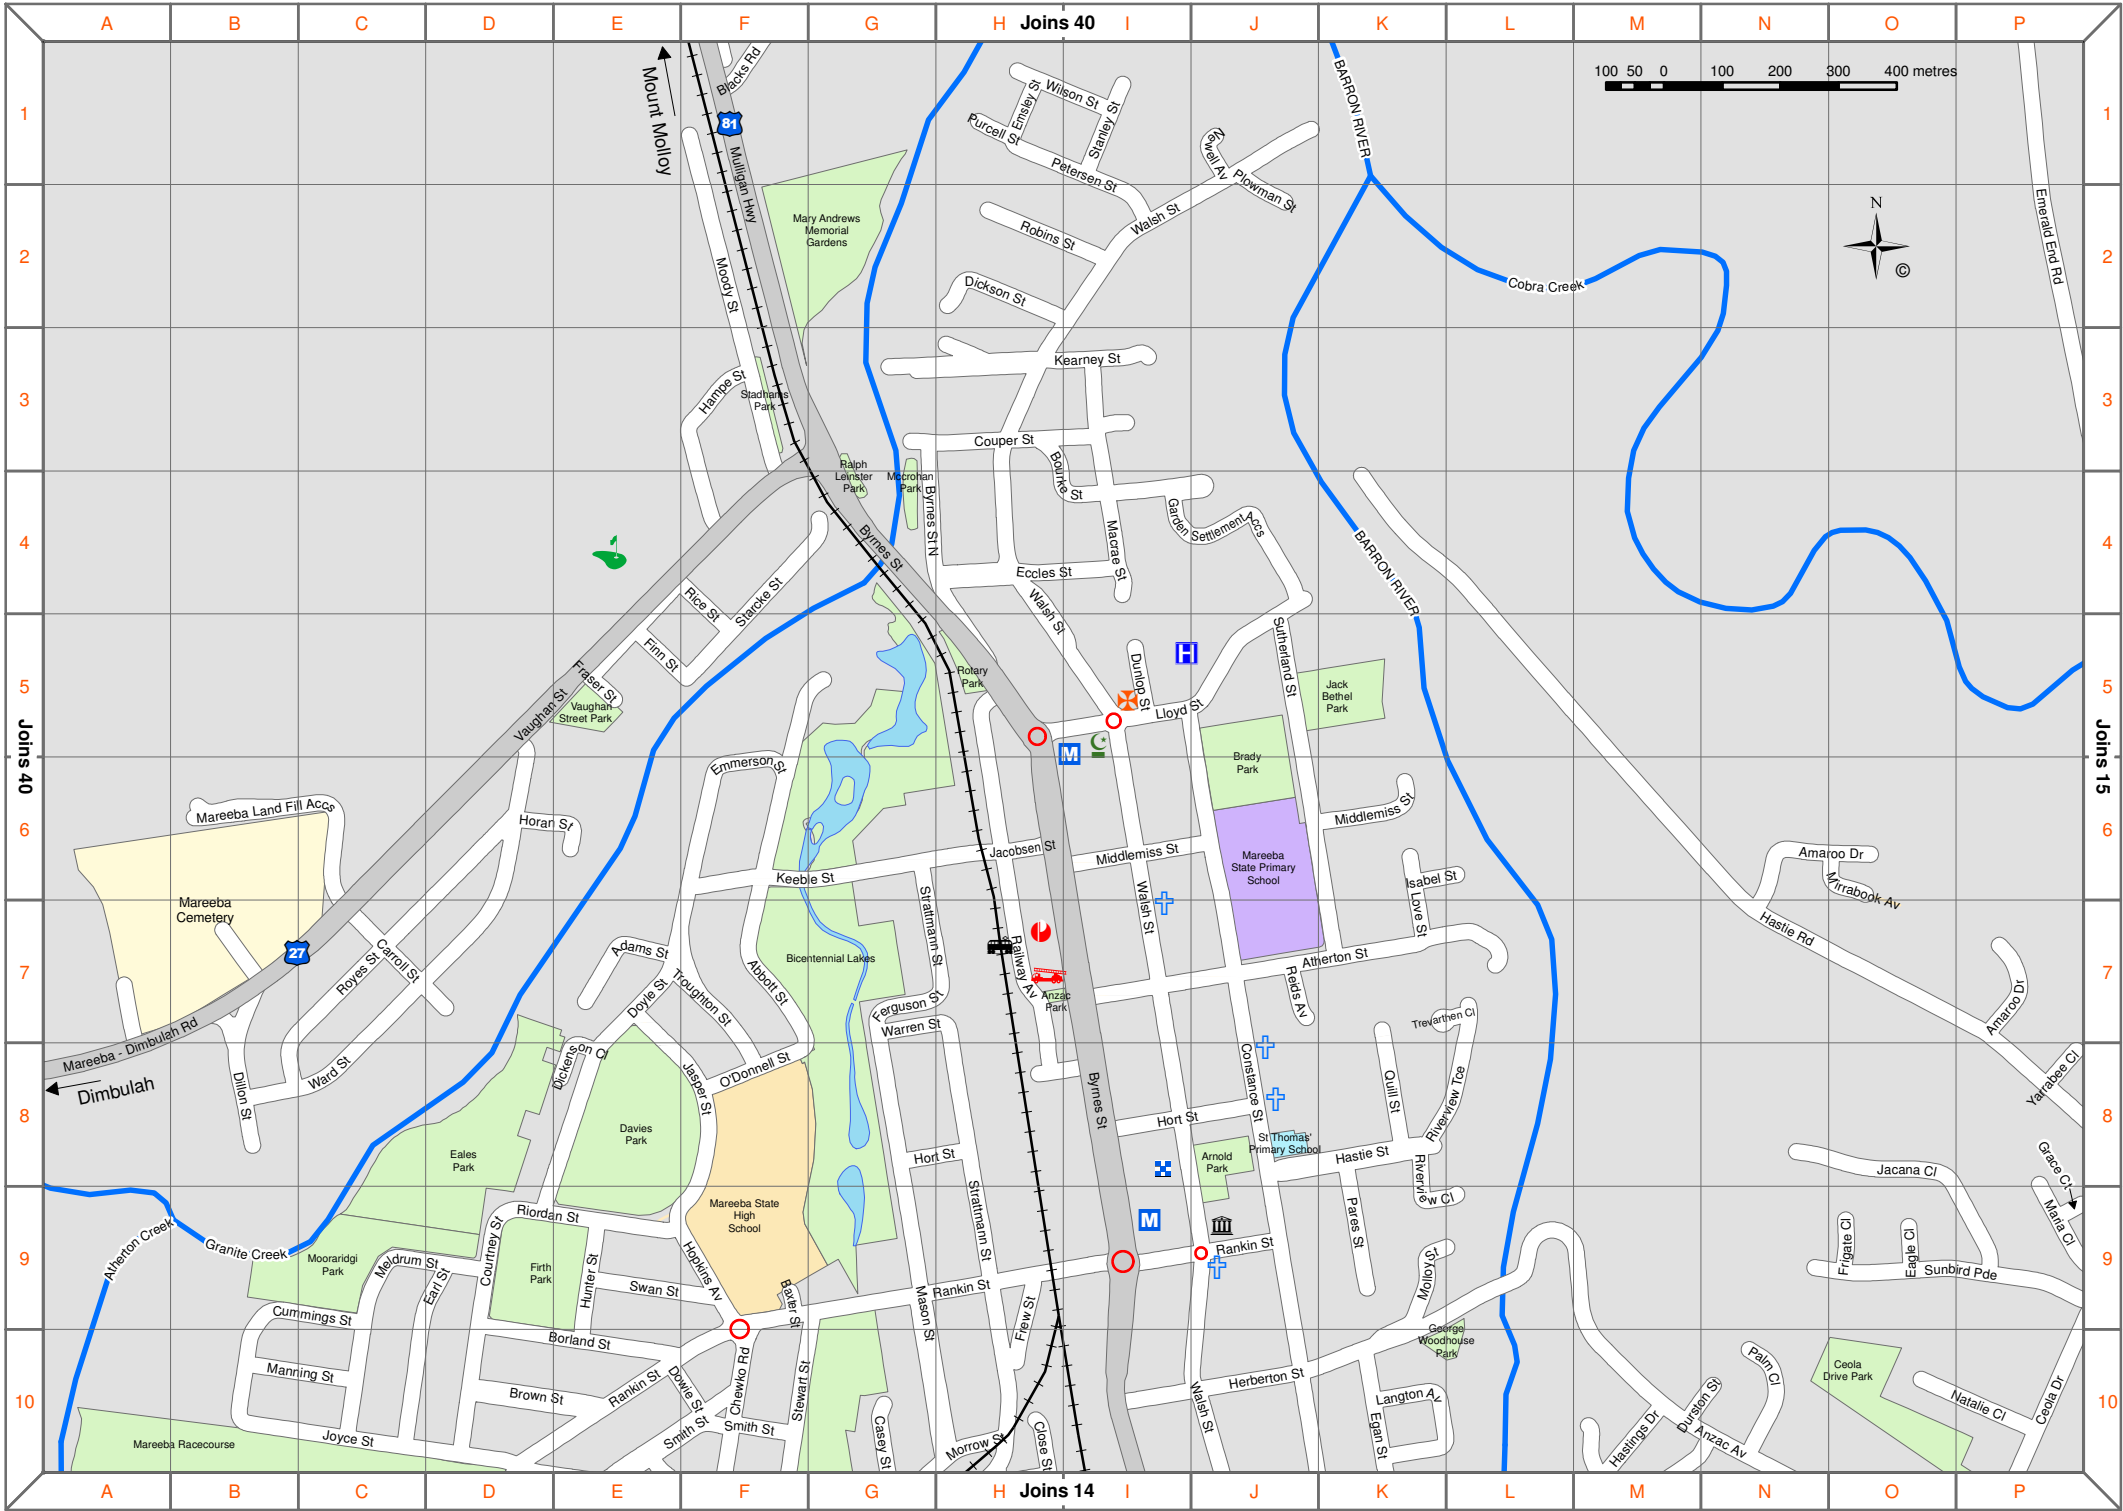 A B C D E F G H Joins 40 I J K L M N O P
1
2
3
4
5
6
7
8
9
10
Joins 40
1
2
3
4
5
6
7
8
9
10
Joins 15
A B C D E F G H Joins 14 I J K L M N O P
100 50 0 100 200 300 400 metres
N
©
Mount Molloy
Blacks Rd
81
Mulligan Hwy
Moody St
Mary Andrews
Memorial
Gardens
Emsley St
Wilson St
Stanley St
Purcell St
Petersen St
Newell Av
Plowman St
Walsh St
Robins St
Dickson St
BARRON RIVER
Cobra Creek
Emerald End Rd
Hampe St
Stadhams
Park
Kearney St
Couper St
Bourke St
Ralph
Leinster
Park
Mccrohan
Park
Byrnes St N
Byrnes St
Macrae St
Garden Settlement Accs
Eccles St
Walsh St
BARRON RIVER
Rice St
Starcke St
Finn St
Fraser St
Vaughan
Street Park
Vaughan St
Rotary
Park
Dunlop St
H
Lloyd St
Sutherland St
Jack
Bethel
Park
M
Brady
Park
Emmerson St
Mareeba Land Fill Accs
Horan St
Mareeba
Cemetery
Jacobsen St
Keeble St
Middlemiss St
Middlemiss St
Mareeba
State Primary
School
Isabel St
Love St
Amaroo Dr
Mirrabook Av
Hastie Rd
27
Carroll St
Royes St
Adams St
Troughton St
Doyle St
Abbott St
Bicentennial Lakes
Strattmann St
Railway Av
Walsh St
Atherton St
Reids Av
Anzac
Park
Ferguson St
Warren St
Trevarthen Cl
Amaroo Dr
Mareeba - Dimbulah Rd
Dimbulah
Dillon St
Ward St
Dickenson Cl
Jasper St
O'Donnell St
Davies
Park
Eales
Park
Byrnes St
Constance St
Hort St
Hort St
Arnold
Park
St Thomas'
Primary School
Hastie St
Quill St
Riverview Tce
Riverview Cl
Pares St
Yarrabee Cl
Grace Ct
Maria Cl
Jacana Cl
Frigate Cl
Eagle Cl
Sunbird Pde
Atherton Creek
Granite Creek
Mooraridgi
Park
Meldrum St
Earl St
Courtney St
Riordan St
Firth
Park
Hunter St
Swan St
Hopkins Av
Mareeba State
High
School
Baxter St
Strattmann St
M
Rankin St
Rankin St
Mason St
Frew St
Molloy St
Cummings St
Manning St
Joyce St
Borland St
Brown St
Rankin St
Dowie St
Chewko Rd
Smith St
Smith St
Stewart St
Casey St
Morrow St
Close St
Walsh St
Herberton St
George
Woodhouse
Park
Langton Av
Egan St
Palm Cl
Durston St
Hastings Dr
Anzac Av
Ceola
Drive Park
Natalie Cl
Ceola Dr
Mareeba Racecourse